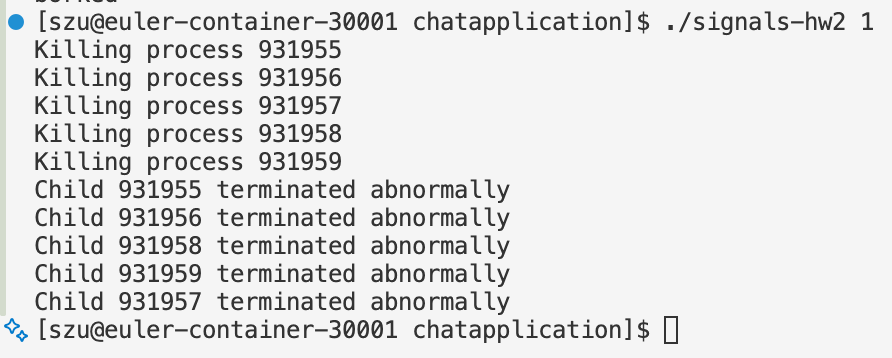 [szu@euler-container-30001 chatapplication]$ ./signals-hw2 1
Killing process 931955
Killing process 931956
Killing process 931957
Killing process 931958
Killing process 931959
Child 931955 terminated abnormally
Child 931956 terminated abnormally
Child 931958 terminated abnormally
Child 931959 terminated abnormally
Child 931957 terminated abnormally
[szu@euler-container-30001 chatapplication]$